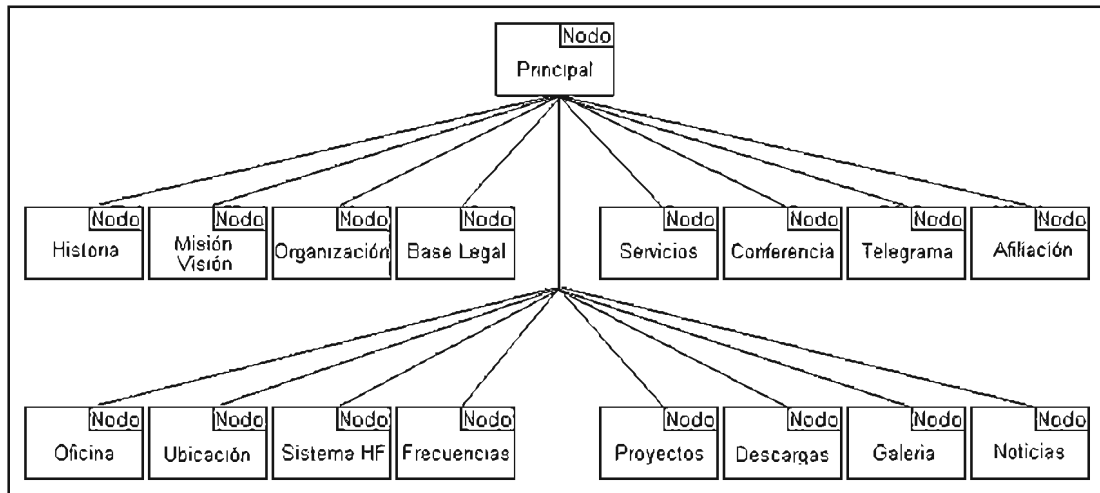 Nodo
Principal
Nodo Nodo Nodo Nodo Nodo Nodo Nodo Nodo
Historia Misión Visión Organización Base Legal Servicios Conferencia Telegrama Afiliación
Nodo Nodo Nodo Nodo Nodo Nodo Nodo Nodo
Oficina Ubicación Sistema HF Frecuencias Proyectos Descargas Galeria Noticias